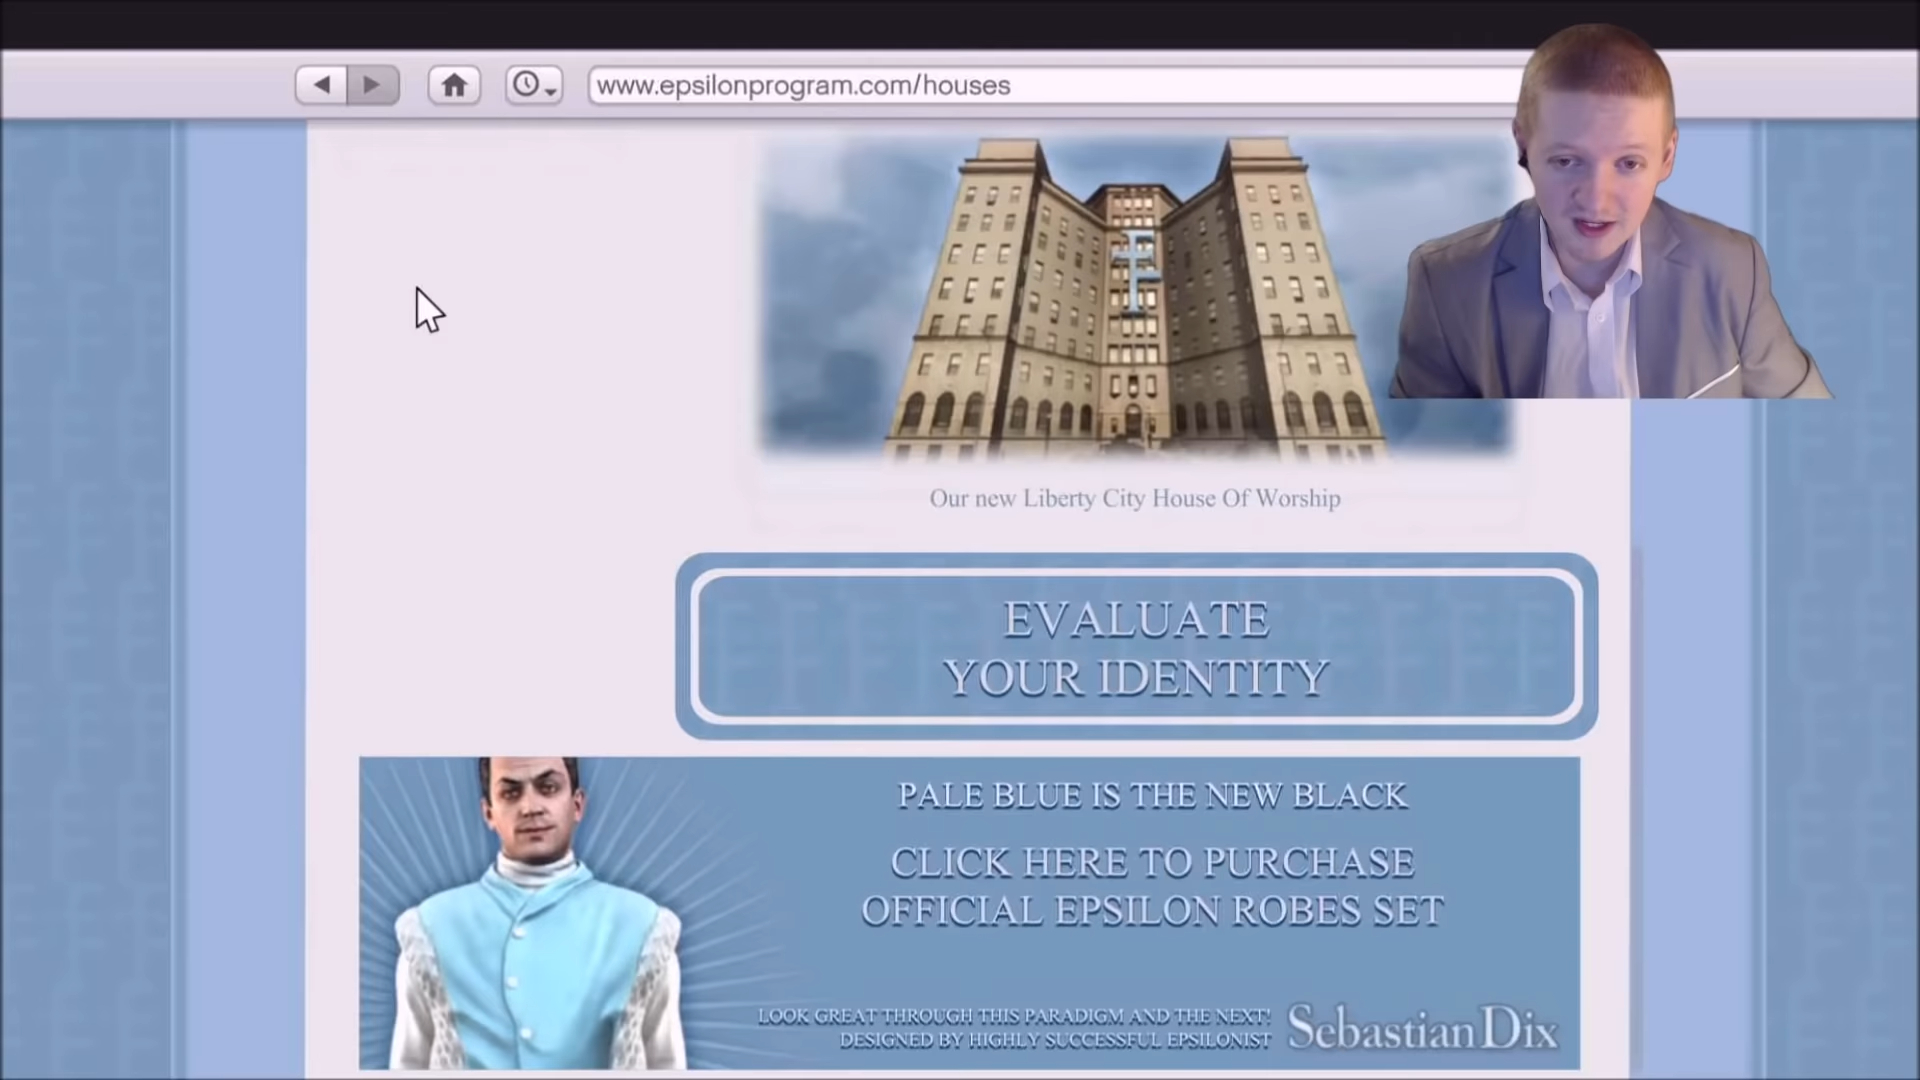 www.epsilonprogram.com/houses
Our new Liberty City House Of Worship
EVALUATE
YOUR IDENTITY
PALE BLUE IS THE NEW BLACK
CLICK HERE TO PURCHASE
OFFICIAL EPSILON ROBES SET
LOOK GREAT THROUGH THIS PARADIGM AND THE NEXT!
DESIGNED BY HIGHLY SUCCESSFUL EPSILONIST
SebastianDix